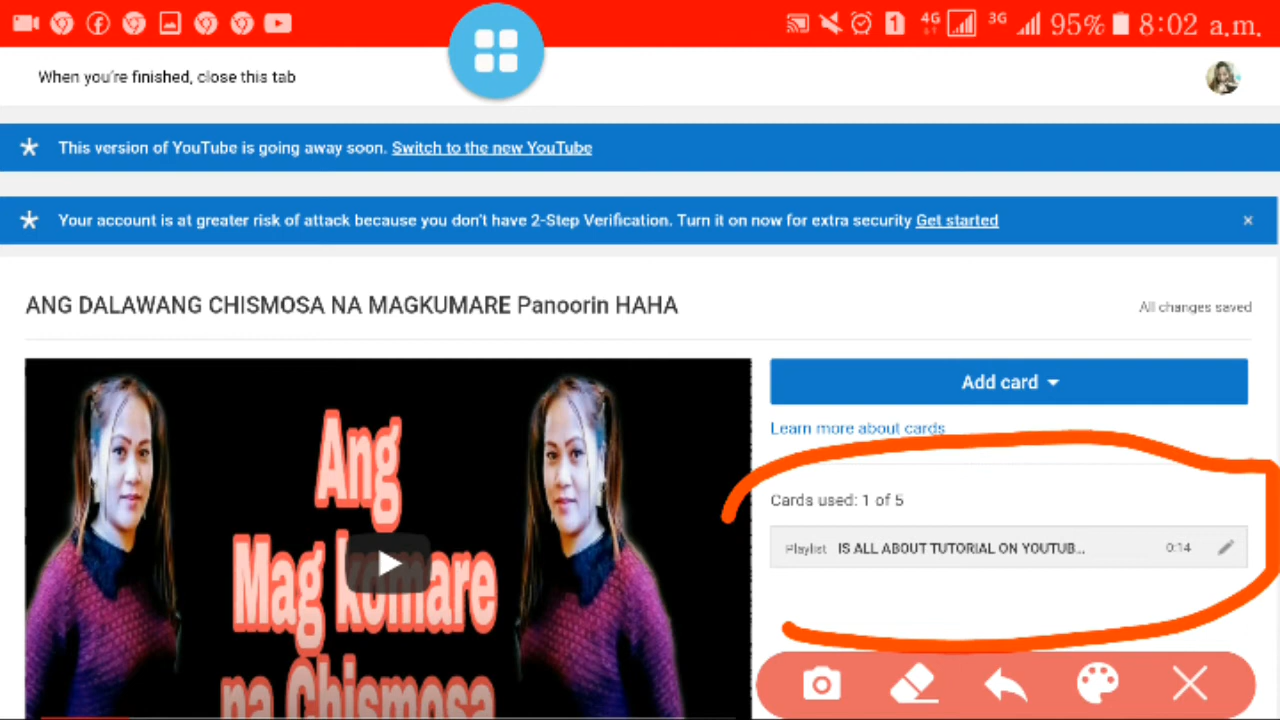 1 4G 3G 95% 8:02 a.m.
When you're finished, close this tab
This version of YouTube is going away soon. Switch to the new YouTube
Your account is at greater risk of attack because you don't have 2-Step Verification. Turn it on now for extra security Get started ×
ANG DALAWANG CHISMOSA NA MAGKUMARE Panoorin HAHA
All changes saved
Ang
Mag komare
na Chismosa
Add card
Learn more about cards
Cards used: 1 of 5
Playlist IS ALL ABOUT TUTORIAL ON YOUTUB... 0:14